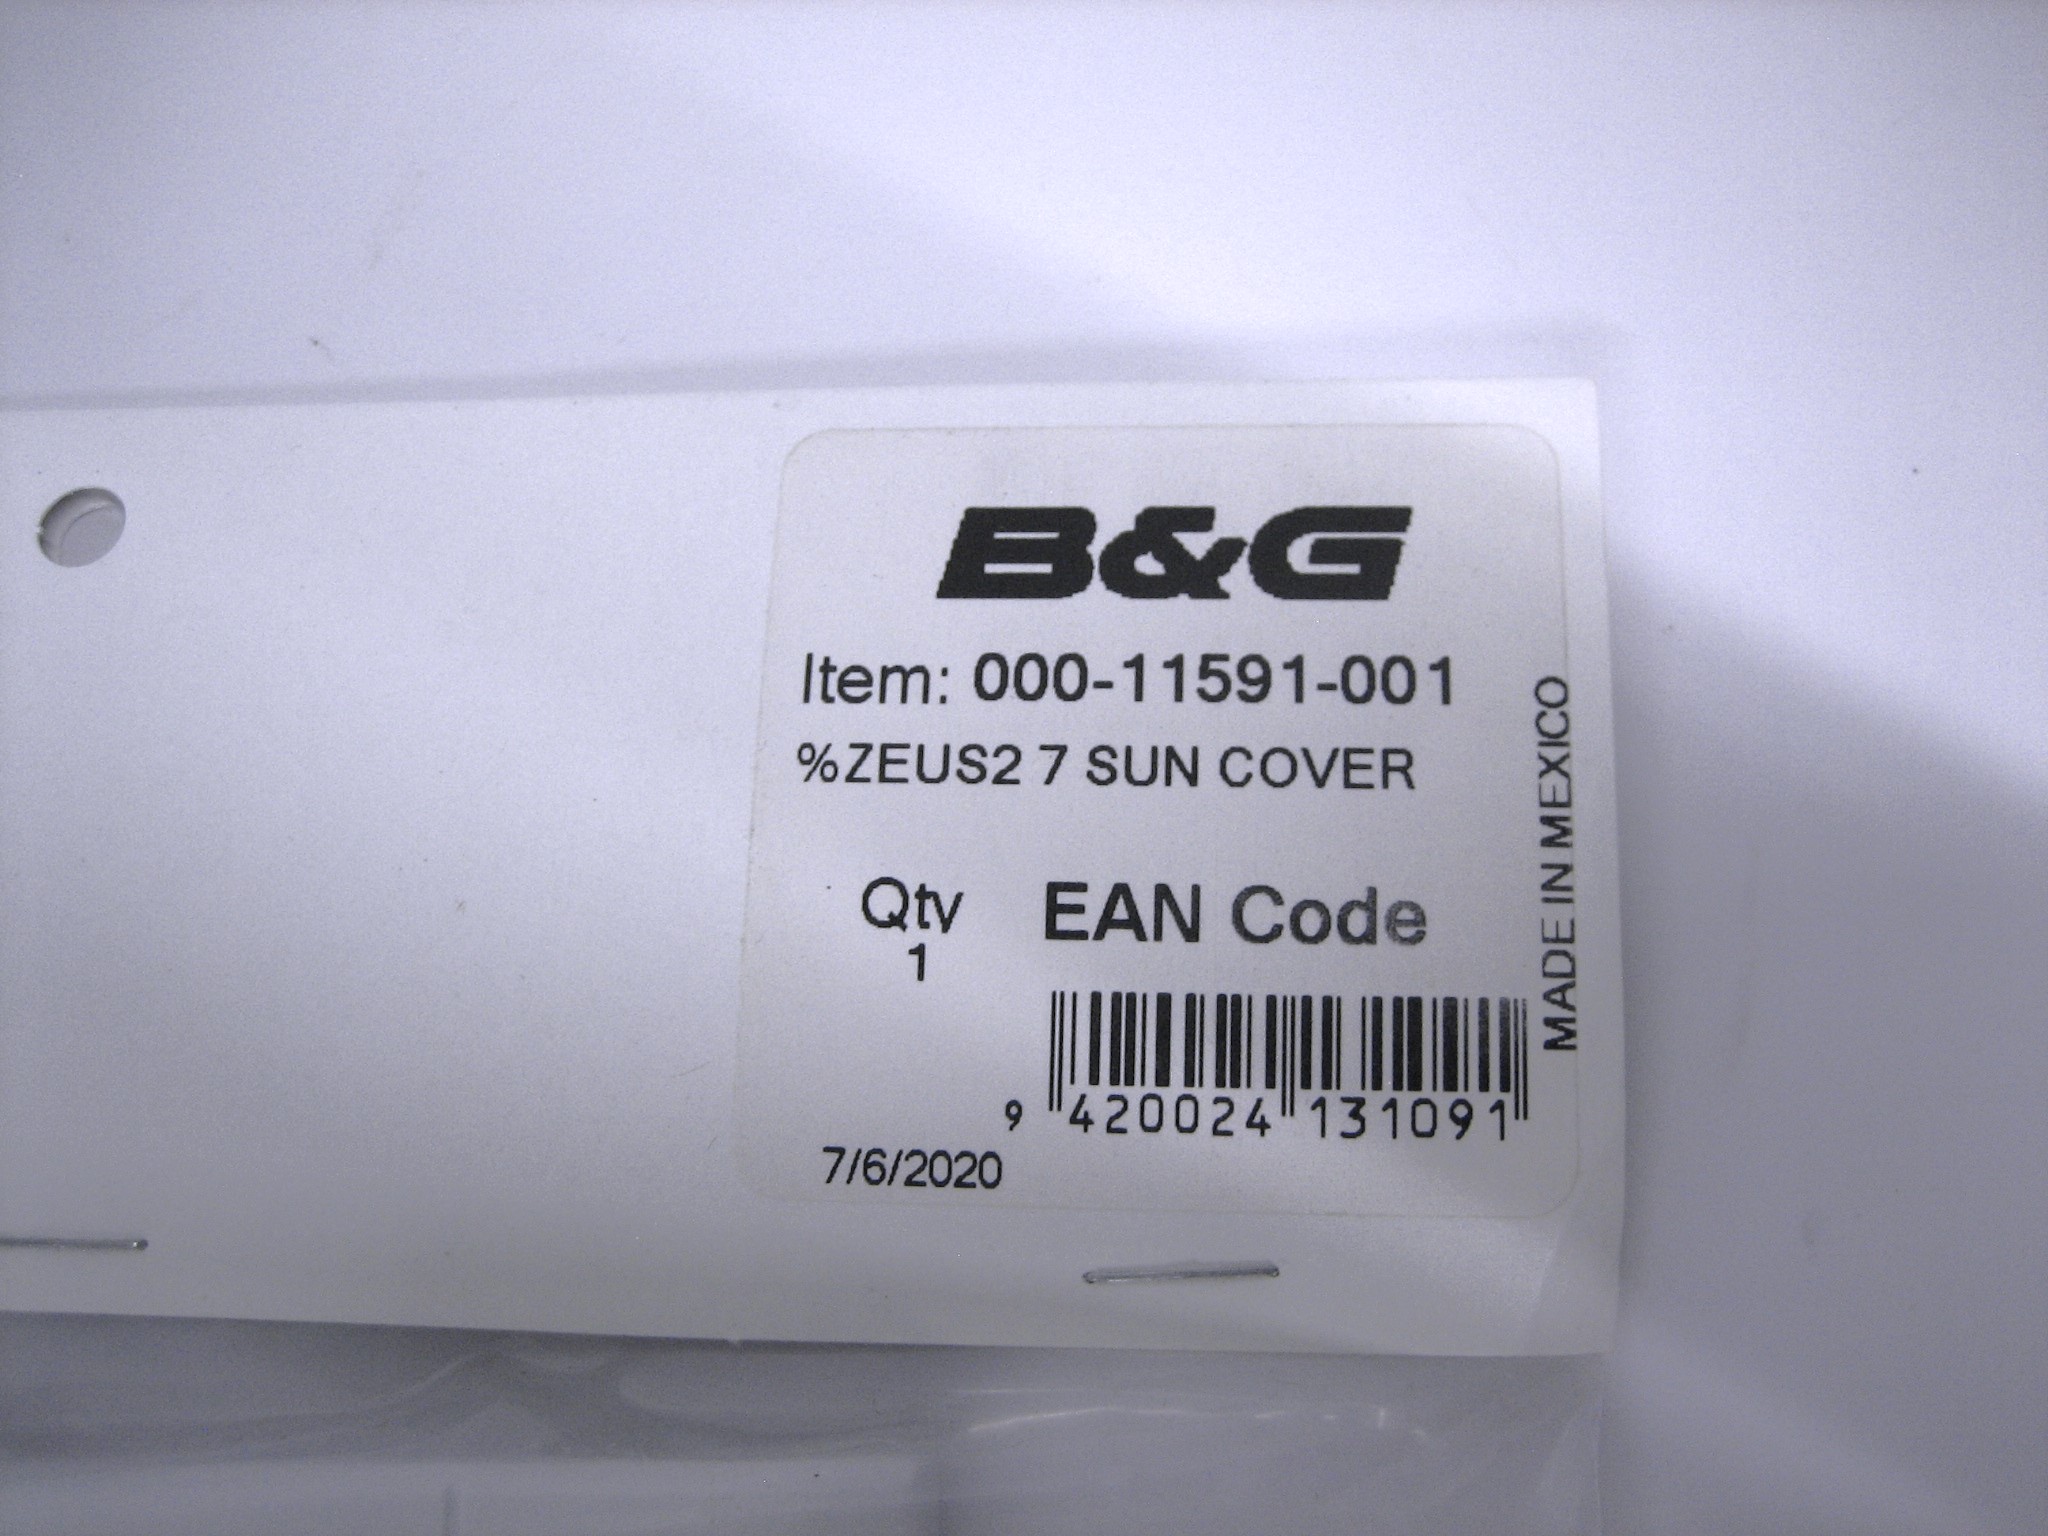 B&G
Item: 000-11591-001
%ZEUS2 7 SUN COVER
Qty EAN Code
1
9 420024 131091
7/6/2020
MADE IN MEXICO